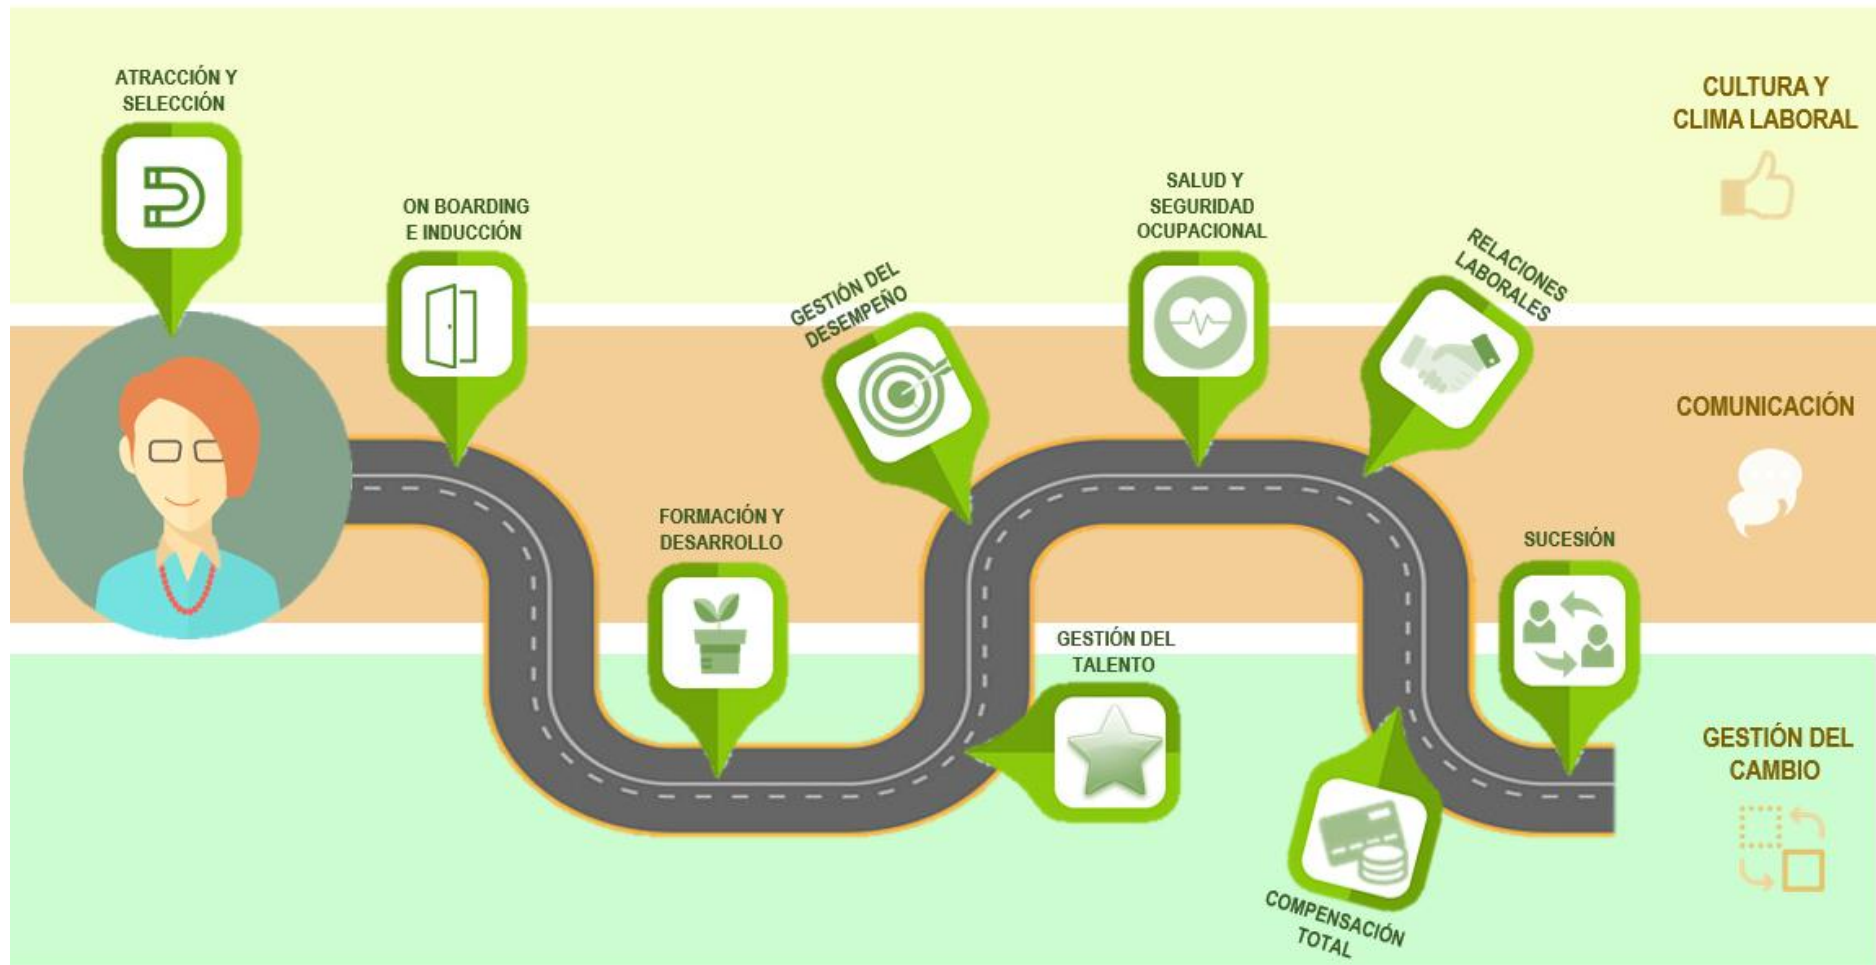 ATRACCIÓN Y
SELECCIÓN
ON BOARDING
E INDUCCIÓN
FORMACIÓN Y
DESARROLLO
GESTIÓN DEL
DESEMPEÑO
GESTIÓN DEL
TALENTO
SALUD Y
SEGURIDAD
OCUPACIONAL
RELACIONES
LABORALES
COMPENSACIÓN
TOTAL
SUCESIÓN
CULTURA Y
CLIMA LABORAL
COMUNICACIÓN
GESTIÓN DEL
CAMBIO